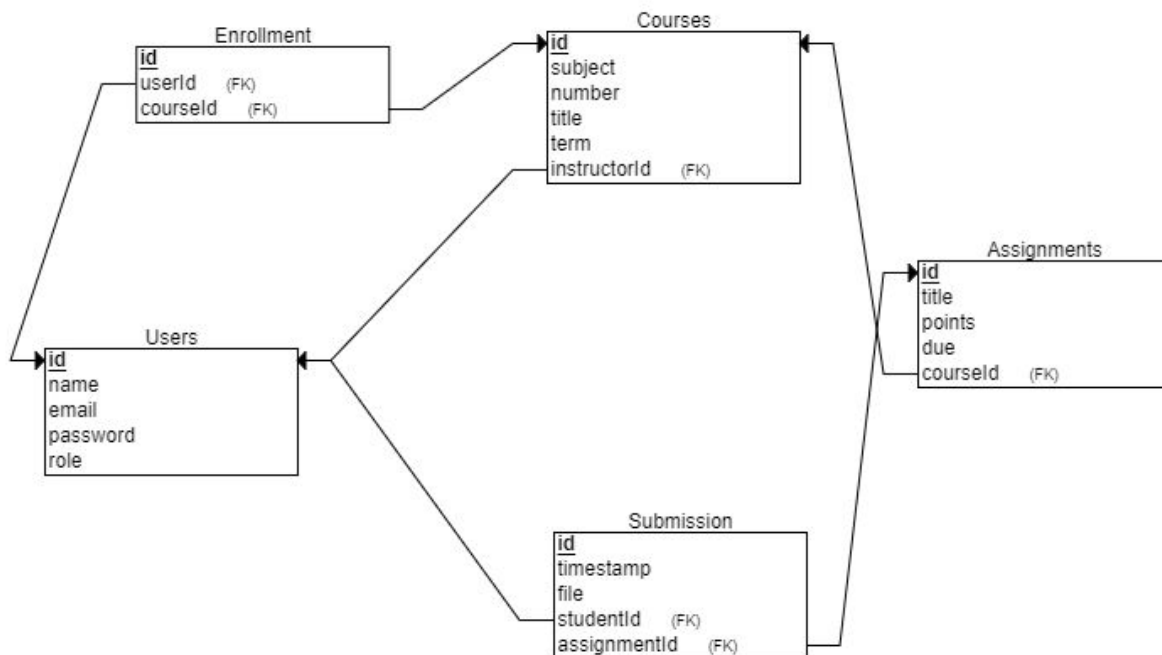 Enrollment
id
userId (FK)
courseId (FK)
Courses
id
subject
number
title
term
instructorId (FK)
Assignments
id
title
points
due
courseId (FK)
Users
id
name
email
password
role
Submission
id
timestamp
file
studentId (FK)
assignmentId (FK)